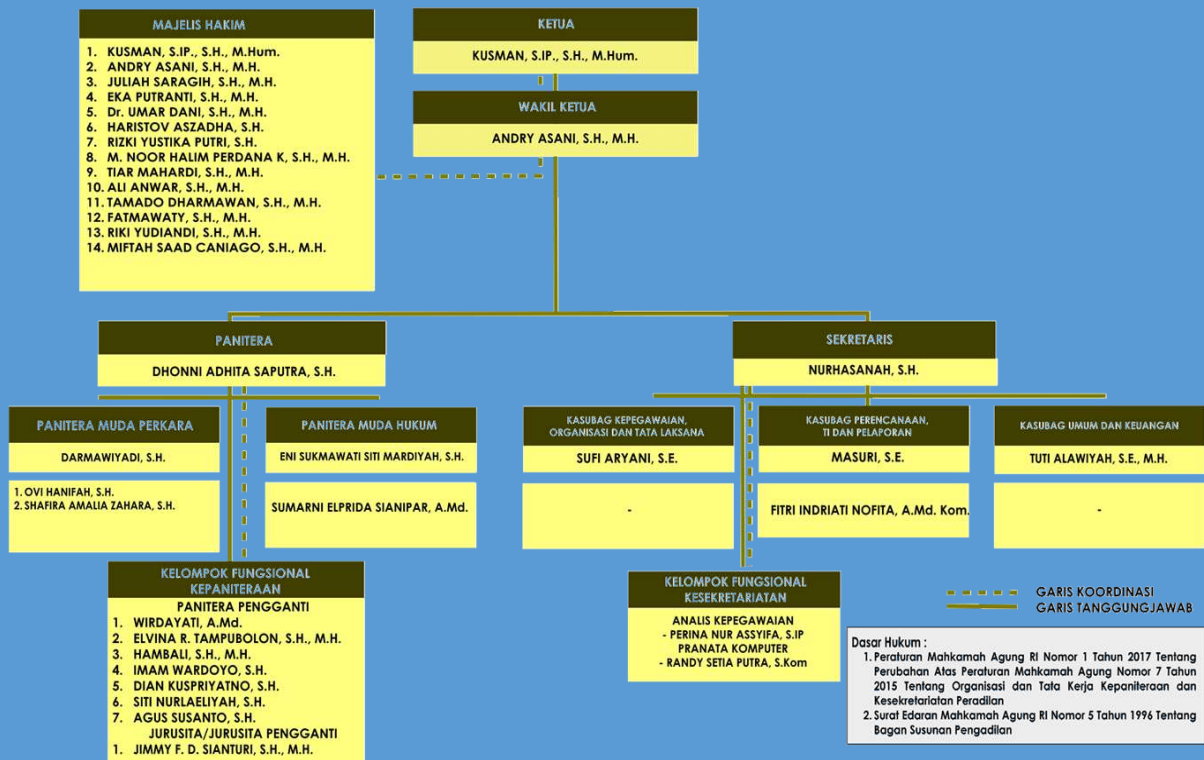 MAJELIS HAKIM
1. KUSMAN, S.IP., S.H., M.Hum.
2. ANDRY ASANI, S.H., M.H.
3. JULIAH SARAGIH, S.H., M.H.
4. EKA PUTRANTI, S.H., M.H.
5. Dr. UMAR DANI, S.H., M.H.
6. HARISTOV ASZADHA, S.H.
7. RIZKI YUSTIKA PUTRI, S.H.
8. M. NOOR HALIM PERDANA K, S.H., M.H.
9. TIAR MAHARDI, S.H., M.H.
10. ALI ANWAR, S.H., M.H.
11. TAMADO DHARMAWAN, S.H., M.H.
12. FATMAWATY, S.H., M.H.
13. RIKI YUDIANDI, S.H., M.H.
14. MIFTAH SAAD CANIAGO, S.H., M.H.
KETUA
KUSMAN, S.IP., S.H., M.Hum.
WAKIL KETUA
ANDRY ASANI, S.H., M.H.
PANITERA
DHONNI ADHITA SAPUTRA, S.H.
SEKRETARIS
NURHASANAH, S.H.
PANITERA MUDA PERKARA
DARMAWIYADI, S.H.
1. OVI HANIFAH, S.H.
2. SHAFIRA AMALIA ZAHARA, S.H.
PANITERA MUDA HUKUM
ENI SUKMAWATI SITI MARDIYAH, S.H.
SUMARNI ELPRIDA SIANIPAR, A.Md.
KASUBAG KEPEGAWAIAN,
ORGANISASI DAN TATA LAKSANA
SUFI ARYANI, S.E.
-
KASUBAG PERENCANAAN,
TI DAN PELAPORAN
MASURI, S.E.
FITRI INDRIATI NOFITA, A.Md. Kom.
KASUBAG UMUM DAN KEUANGAN
TUTI ALAWIYAH, S.E., M.H.
-
KELOMPOK FUNGSIONAL
KEPANITERAAN
PANITERA PENGGANTI
1. WIRDAYATI, A.Md.
2. ELVINA R. TAMPUBOLON, S.H., M.H.
3. HAMBALI, S.H., M.H.
4. IMAM WARDOYO, S.H.
5. DIAN KUSPRIYATNO, S.H.
6. SITI NURLAELIYAH, S.H.
7. AGUS SUSANTO, S.H.
JURUSITA/JURUSITA PENGGANTI
1. JIMMY F. D. SIANTURI, S.H., M.H.
KELOMPOK FUNGSIONAL
KESEKRETARIATAN
ANALIS KEPEGAWAIAN
- PERINA NUR ASSYIFA, S.IP
PRANATA KOMPUTER
- RANDY SETIA PUTRA, S.Kom
GARIS KOORDINASI
GARIS TANGGUNGJAWAB
Dasar Hukum :
1. Peraturan Mahkamah Agung RI Nomor 1 Tahun 2017 Tentang
Perubahan Atas Peraturan Mahkamah Agung Nomor 7 Tahun
2015 Tentang Organisasi dan Tata Kerja Kepaniteraan dan
Kesekretariatan Peradilan
2. Surat Edaran Mahkamah Agung RI Nomor 5 Tahun 1996 Tentang
Bagan Susunan Pengadilan